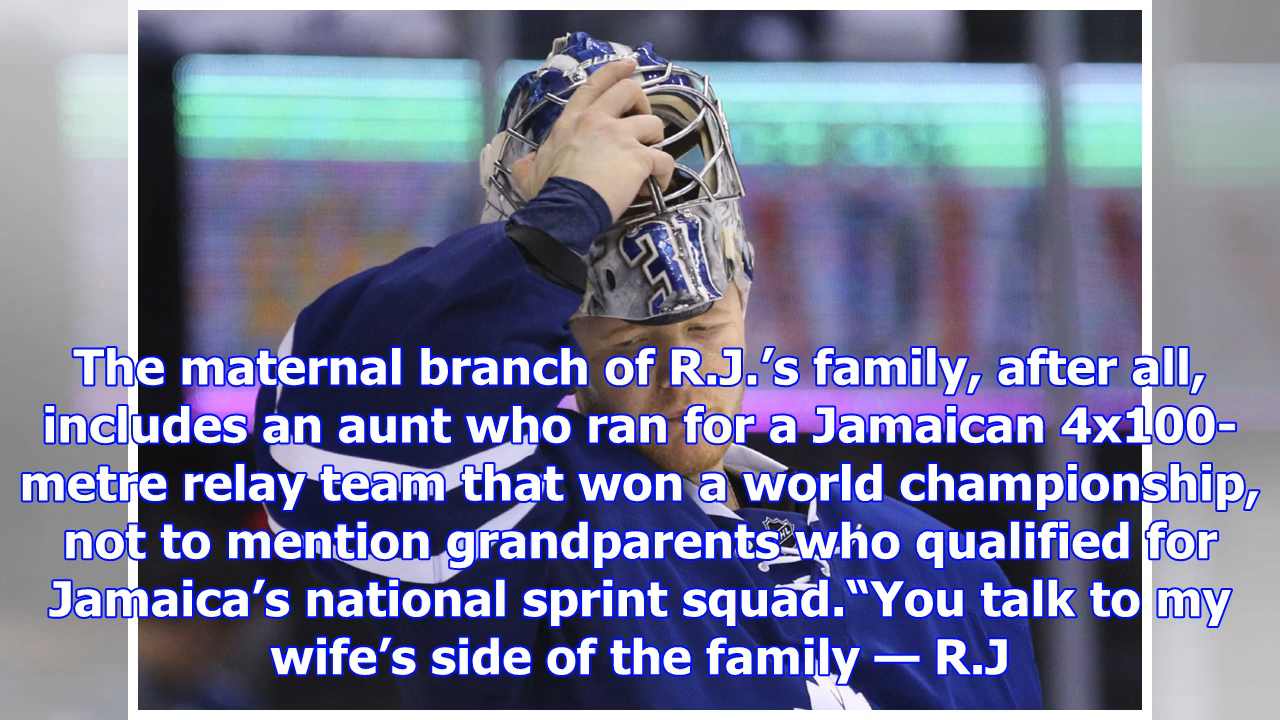 31
The maternal branch of R.J.’s family, after all,
includes an aunt who ran for a Jamaican 4x100-
metre relay team that won a world championship,
not to mention grandparents who qualified for
Jamaica’s national sprint squad.“You talk to my
wife’s side of the family — R.J